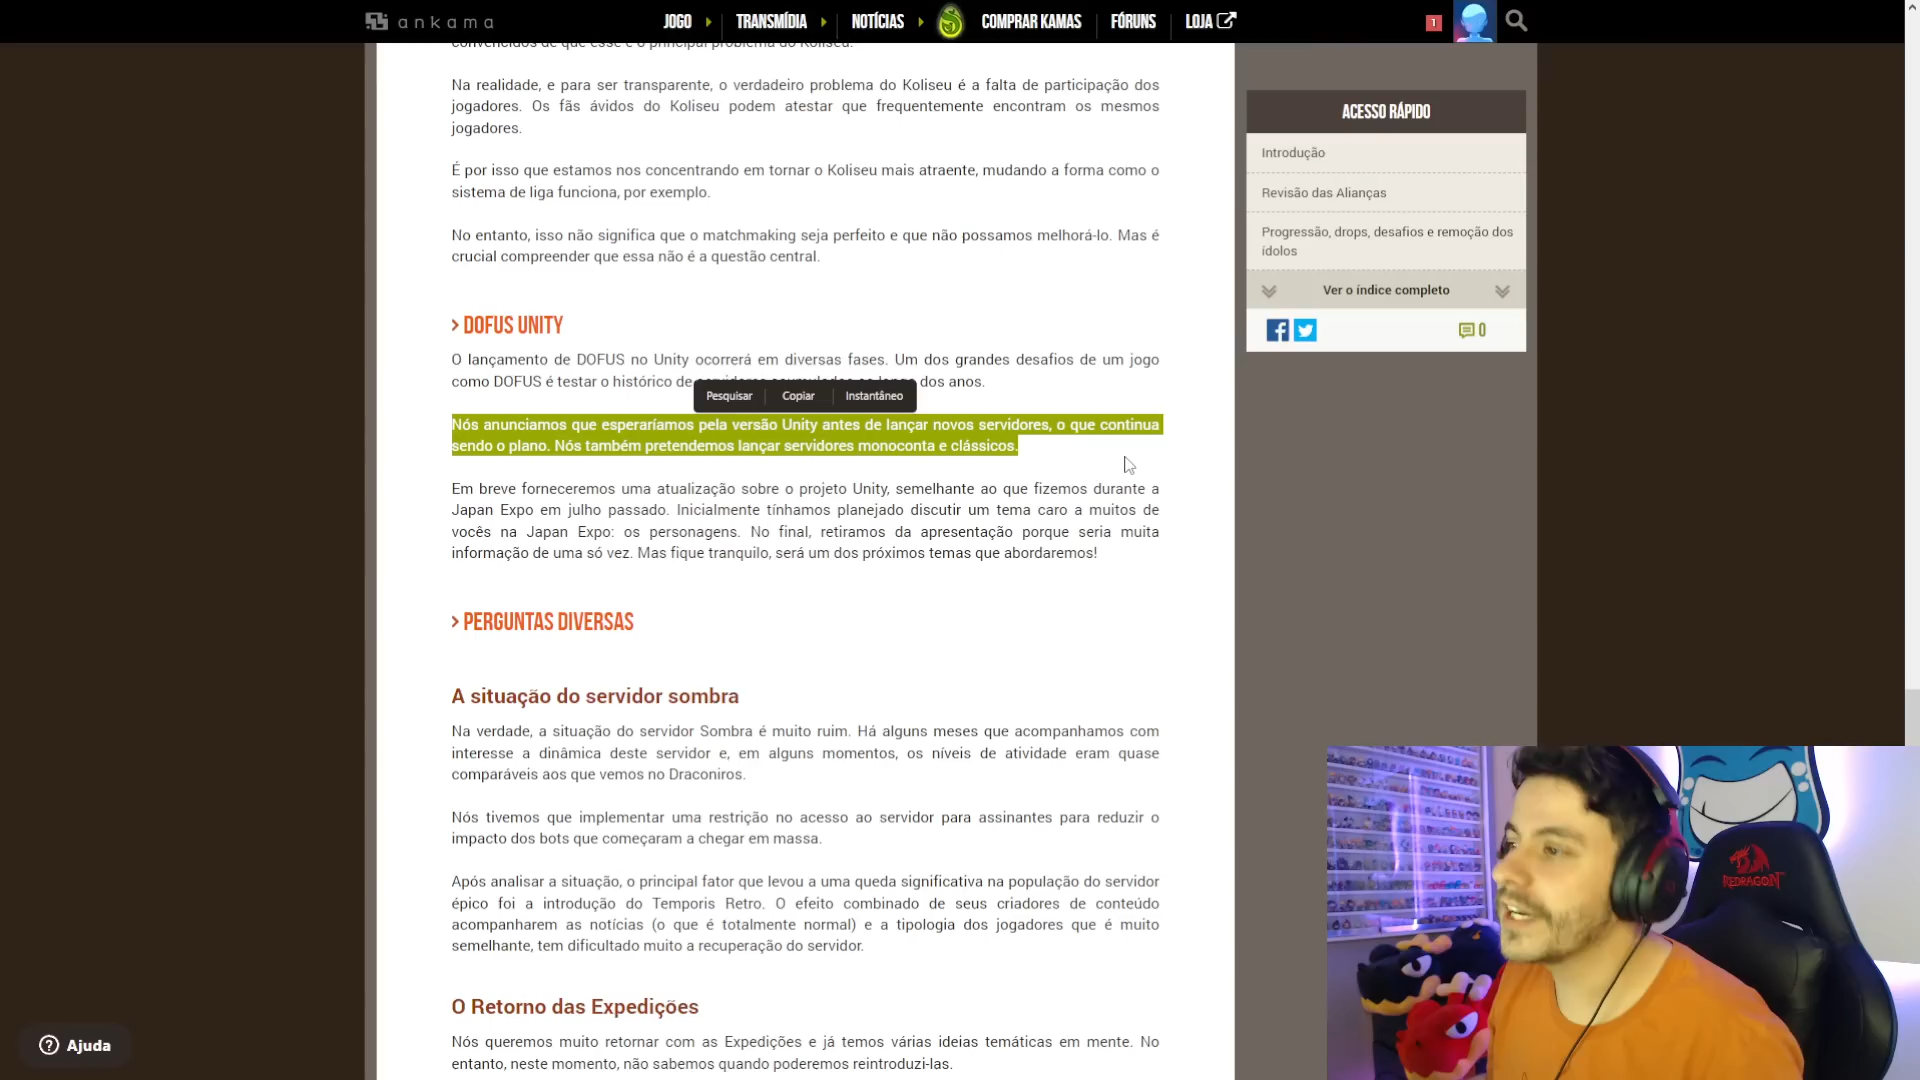 ankama
JOGO
TRANSMÍDIA
NOTÍCIAS
COMPRAR KAMAS
FÓRUNS
LOJA
1
convencidos de que esse é o principal problema do Koliseu.
Na realidade, e para ser transparente, o verdadeiro problema do Koliseu é a falta de participação dos
jogadores. Os fãs ávidos do Koliseu podem atestar que frequentemente encontram os mesmos
jogadores.
É por isso que estamos nos concentrando em tornar o Koliseu mais atraente, mudando a forma como o
sistema de liga funciona, por exemplo.
No entanto, isso não significa que o matchmaking seja perfeito e que não possamos melhorá-lo. Mas é
crucial compreender que essa não é a questão central.
> DOFUS UNITY
O lançamento de DOFUS no Unity ocorrerá em diversas fases. Um dos grandes desafios de um jogo
como DOFUS é testar o histórico de servidores acumulados ao longo dos anos.
Pesquisar
Copiar
Instantâneo
Nós anunciamos que esperaríamos pela versão Unity antes de lançar novos servidores, o que continua
sendo o plano. Nós também pretendemos lançar servidores monoconta e clássicos.
Em breve forneceremos uma atualização sobre o projeto Unity, semelhante ao que fizemos durante a
Japan Expo em julho passado. Inicialmente tínhamos planejado discutir um tema caro a muitos de
vocês na Japan Expo: os personagens. No final, retiramos da apresentação porque seria muita
informação de uma só vez. Mas fique tranquilo, será um dos próximos temas que abordaremos!
> PERGUNTAS DIVERSAS
A situação do servidor sombra
Na verdade, a situação do servidor Sombra é muito ruim. Há alguns meses que acompanhamos com
interesse a dinâmica deste servidor e, em alguns momentos, os níveis de atividade eram quase
comparáveis aos que vemos no Draconiros.
Nós tivemos que implementar uma restrição no acesso ao servidor para assinantes para reduzir o
impacto dos bots que começaram a chegar em massa.
Após analisar a situação, o principal fator que levou a uma queda significativa na população do servidor
épico foi a introdução do Temporis Retro. O efeito combinado de seus criadores de conteúdo
acompanharem as notícias (o que é totalmente normal) e a tipologia dos jogadores que é muito
semelhante, tem dificultado muito a recuperação do servidor.
O Retorno das Expedições
Nós queremos muito retornar com as Expedições e já temos várias ideias temáticas em mente. No
entanto, neste momento, não sabemos quando poderemos reintroduzi-las.
ACESSO RÁPIDO
Introdução
Revisão das Alianças
Progressão, drops, desafios e remoção dos
ídolos
Ver o índice completo
0
REDRAGON
Ajuda